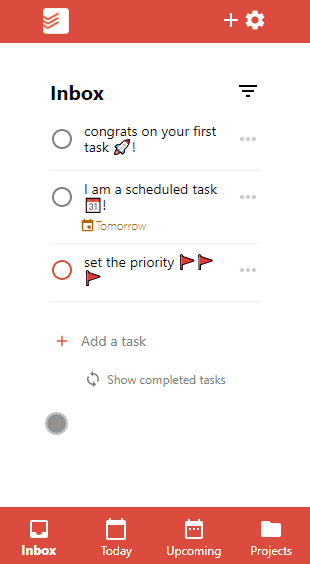 Inbox
congrats on your first
task 🚀!
I am a scheduled task
📅!
Tomorrow
set the priority 🚩🚩
🚩
+ Add a task
Show completed tasks
Inbox Today Upcoming Projects